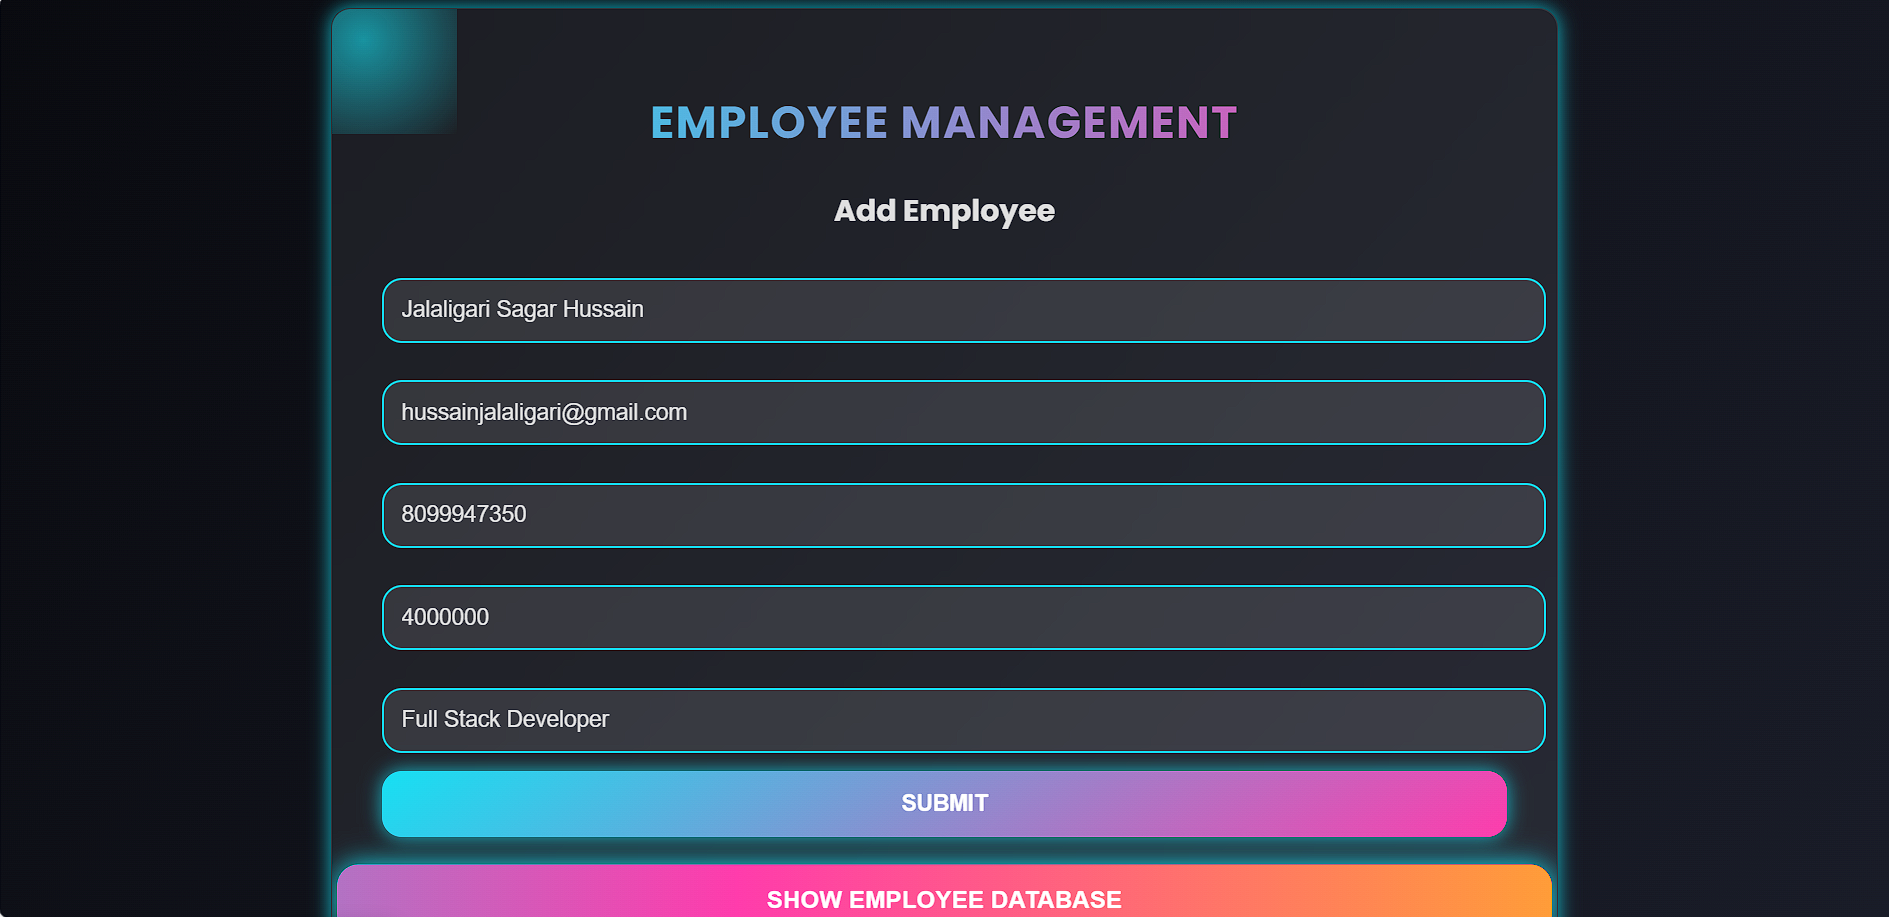 EMPLOYEE MANAGEMENT
Add Employee
Jalaligari Sagar Hussain
hussainjalaligari@gmail.com
8099947350
4000000
Full Stack Developer
SUBMIT
SHOW EMPLOYEE DATABASE